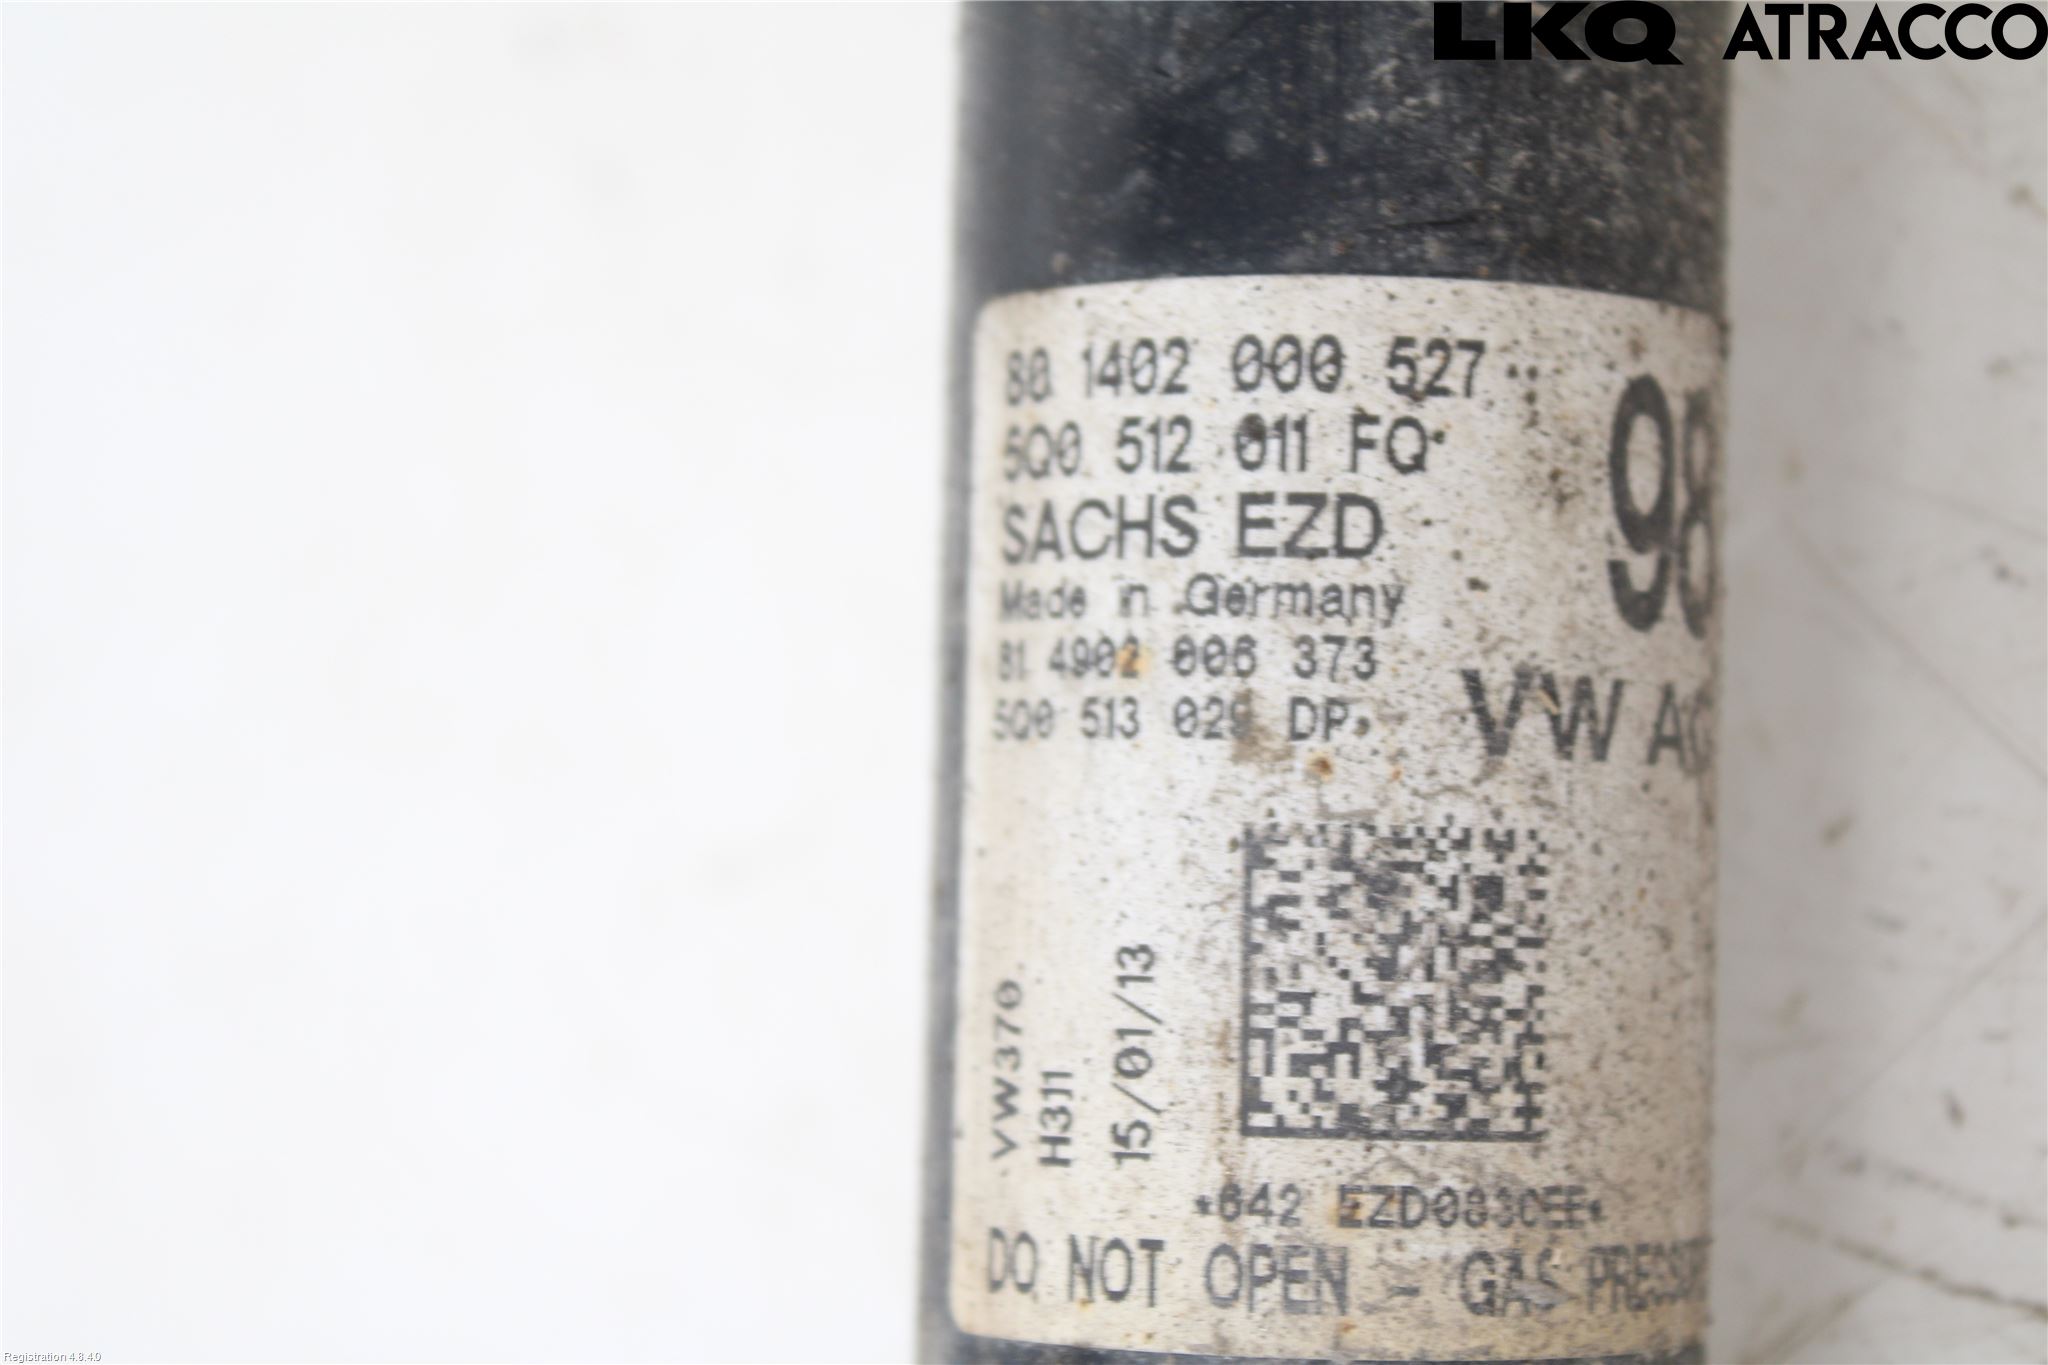 LKQ ATRACCO
80 1402 000 527
5Q0 512 011 FQ
SACHS EZD
Made in Germany
81 4902 006 373
5Q0 513 029 DP
98
VW AG
VW370
H311
15/01/13
*642 EZD0830EE*
DO NOT OPEN - GAS PRESSU
Registration 4.8.4.0